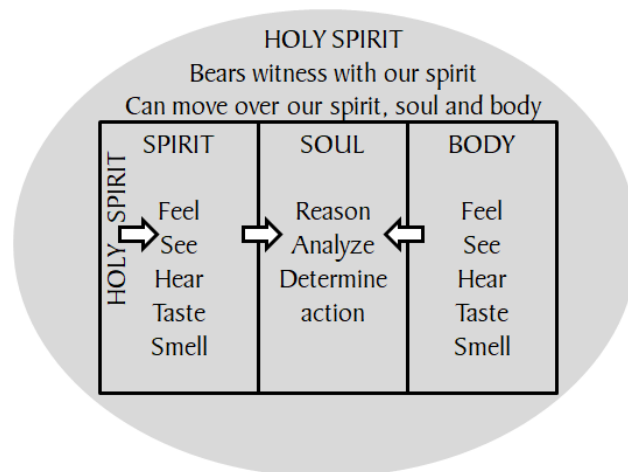 HOLY SPIRIT
Bears witness with our spirit
Can move over our spirit, soul and body
HOLY SPIRIT
SPIRIT
Feel
See
Hear
Taste
Smell
SOUL
Reason
Analyze
Determine
action
BODY
Feel
See
Hear
Taste
Smell